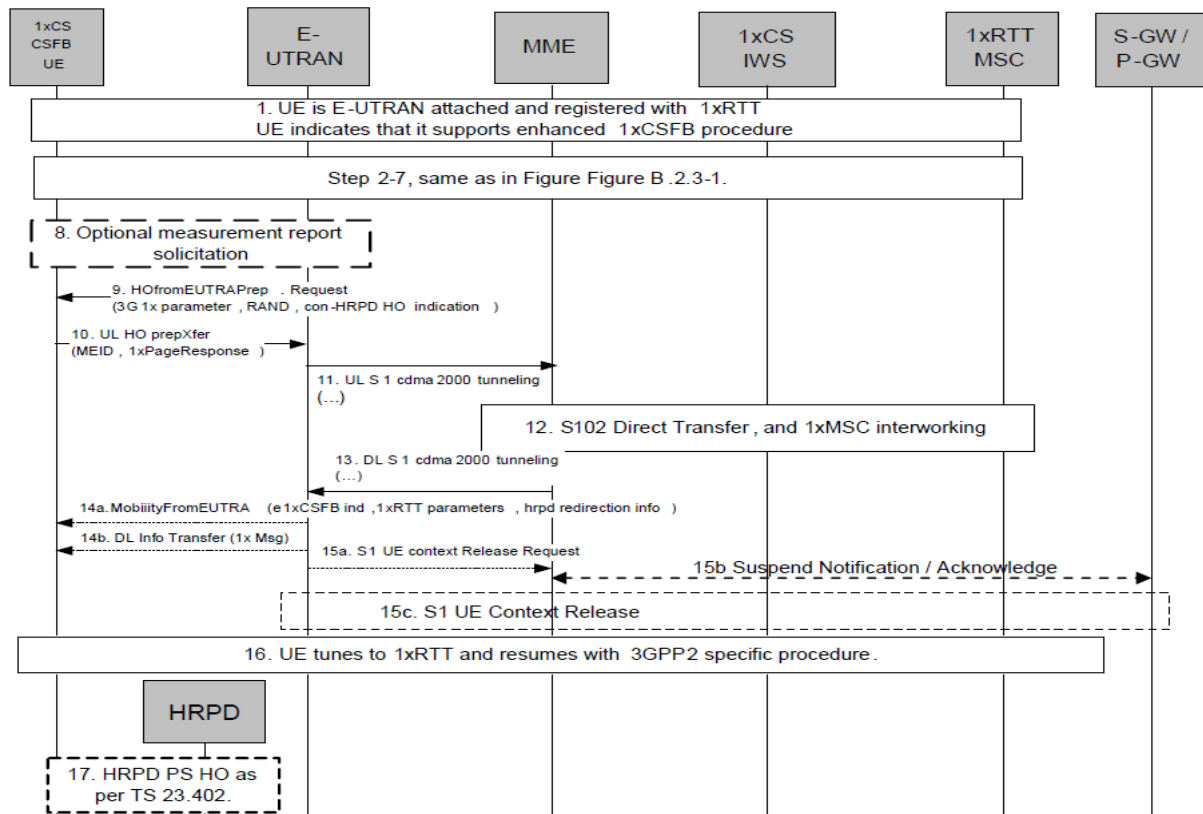 1xCS
CSFB
UE
E-
UTRAN
MME
1xCS
IWS
1xRTT
MSC
S-GW /
P-GW
1. UE is E-UTRAN attached and registered with 1xRTT
UE indicates that it supports enhanced 1xCSFB procedure
Step 2-7, same as in Figure Figure B .2.3-1.
8. Optional measurement report
solicitation
9. HOfromEUTRAPrep . Request
(3G 1x parameter , RAND , con-HRPD HO indication )
10. UL HO prepXfer
(MEID , 1xPageResponse )
11. UL S 1 cdma 2000 tunneling
(...)
12. S102 Direct Transfer , and 1xMSC interworking
13. DL S 1 cdma 2000 tunneling
(...)
14a.MobiiityFromEUTRA (e1xCSFB ind ,1xRTT parameters , hrpd redirection info )
14b. DL Info Transfer (1x Msg)
15a. S1 UE context Release Request
15b Suspend Notification / Acknowledge
15c. S1 UE Context Release
16. UE tunes to 1xRTT and resumes with 3GPP2 specific procedure .
HRPD
17. HRPD PS HO as
per TS 23.402.